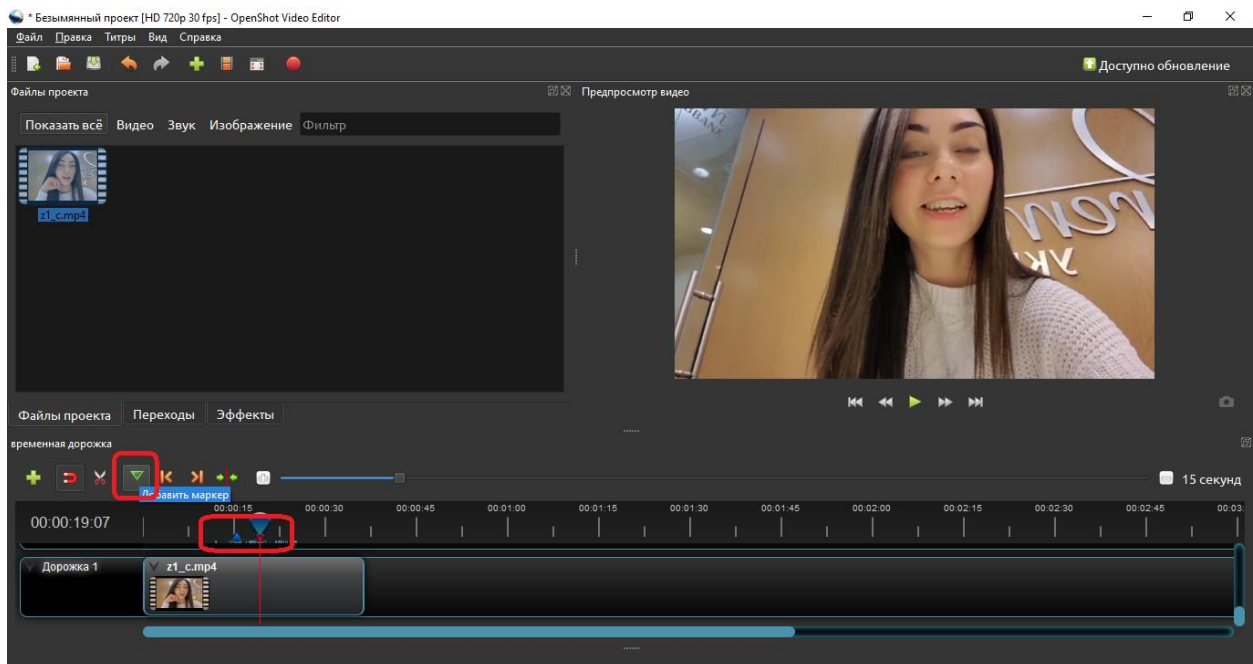 * Безымянный проект [HD 720p 30 fps] - OpenShot Video Editor
Файл Правка Титры Вид Справка
Доступно обновление
Файлы проекта
Предпросмотр видео
Показать всё Видео Звук Изображение Фильтр
z1_c.mp4
BANK
УК
Файлы проекта Переходы Эффекты
временная дорожка
15 секунд
Добавить маркер
00:00:15 00:00:30 00:00:45 00:01:00 00:01:15 00:01:30 00:01:45 00:02:00 00:02:15 00:02:30 00:02:45 00:03:
00:00:19:07
Дорожка 1 z1_c.mp4